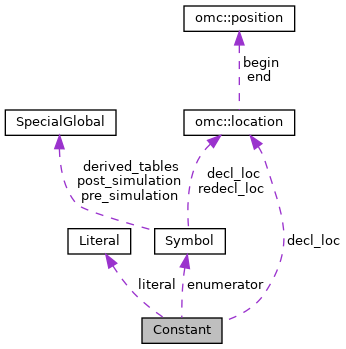 omc::position
begin
end
SpecialGlobal
omc::location
derived_tables
post_simulation
pre_simulation
decl_loc
redecl_loc
Literal
Symbol
decl_loc
literal
enumerator
Constant